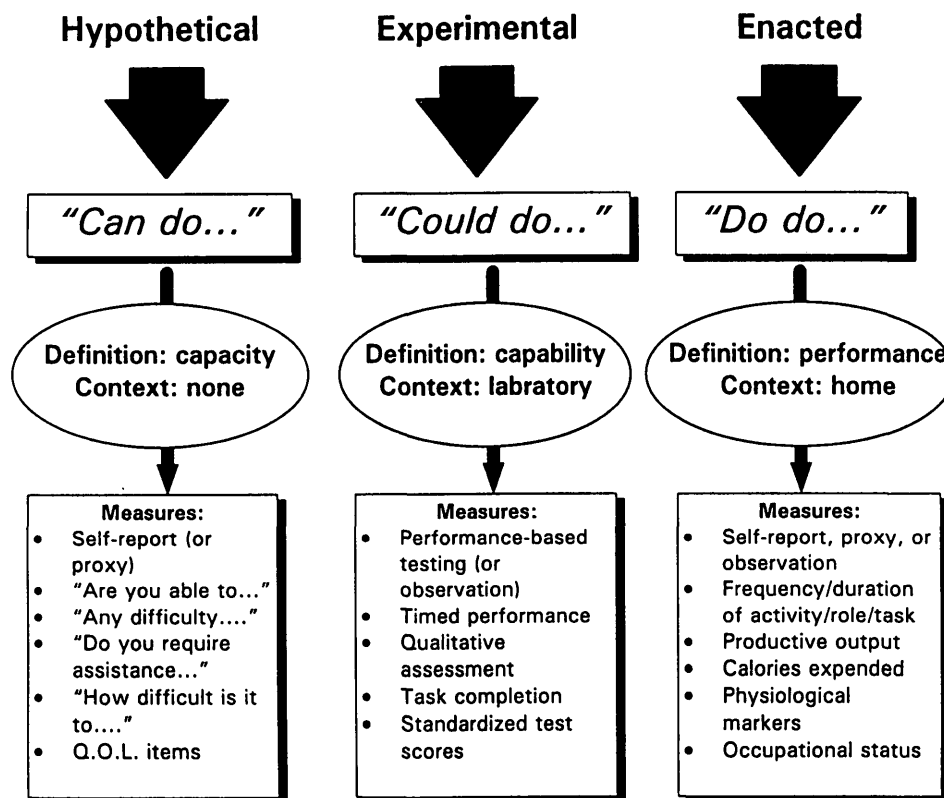 Hypothetical
"Can do..."
Definition: capacity
Context: none
Measures:
• Self-report (or
proxy)
• "Are you able to..."
• "Any difficulty...."
• "Do you require
assistance..."
• "How difficult is it
to...."
• Q.O.L. items
Experimental
"Could do..."
Definition: capability
Context: labratory
Measures:
• Performance-based
testing (or
observation)
• Timed performance
• Qualitative
assessment
• Task completion
• Standardized test
scores
Enacted
"Do do..."
Definition: performance
Context: home
Measures:
• Self-report, proxy, or
observation
• Frequency/duration
of activity/role/task
• Productive output
• Calories expended
• Physiological
markers
• Occupational status